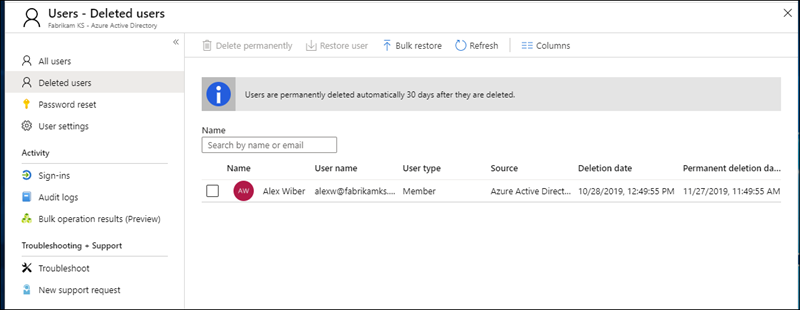 Users - Deleted users
Fabrikam KS - Azure Active Directory
All users
Deleted users
Password reset
User settings
Activity
Sign-ins
Audit logs
Bulk operation results (Preview)
Troubleshooting + Support
Troubleshoot
New support request
Delete permanently Restore user Bulk restore Refresh Columns
Users are permanently deleted automatically 30 days after they are deleted.
Name
Search by name or email
Name User name User type Source Deletion date Permanent deletion da...
AW Alex Wiber alexw@fabrikamks.... Member Azure Active Direct... 10/28/2019, 12:49:55 PM 11/27/2019, 11:49:55 AM